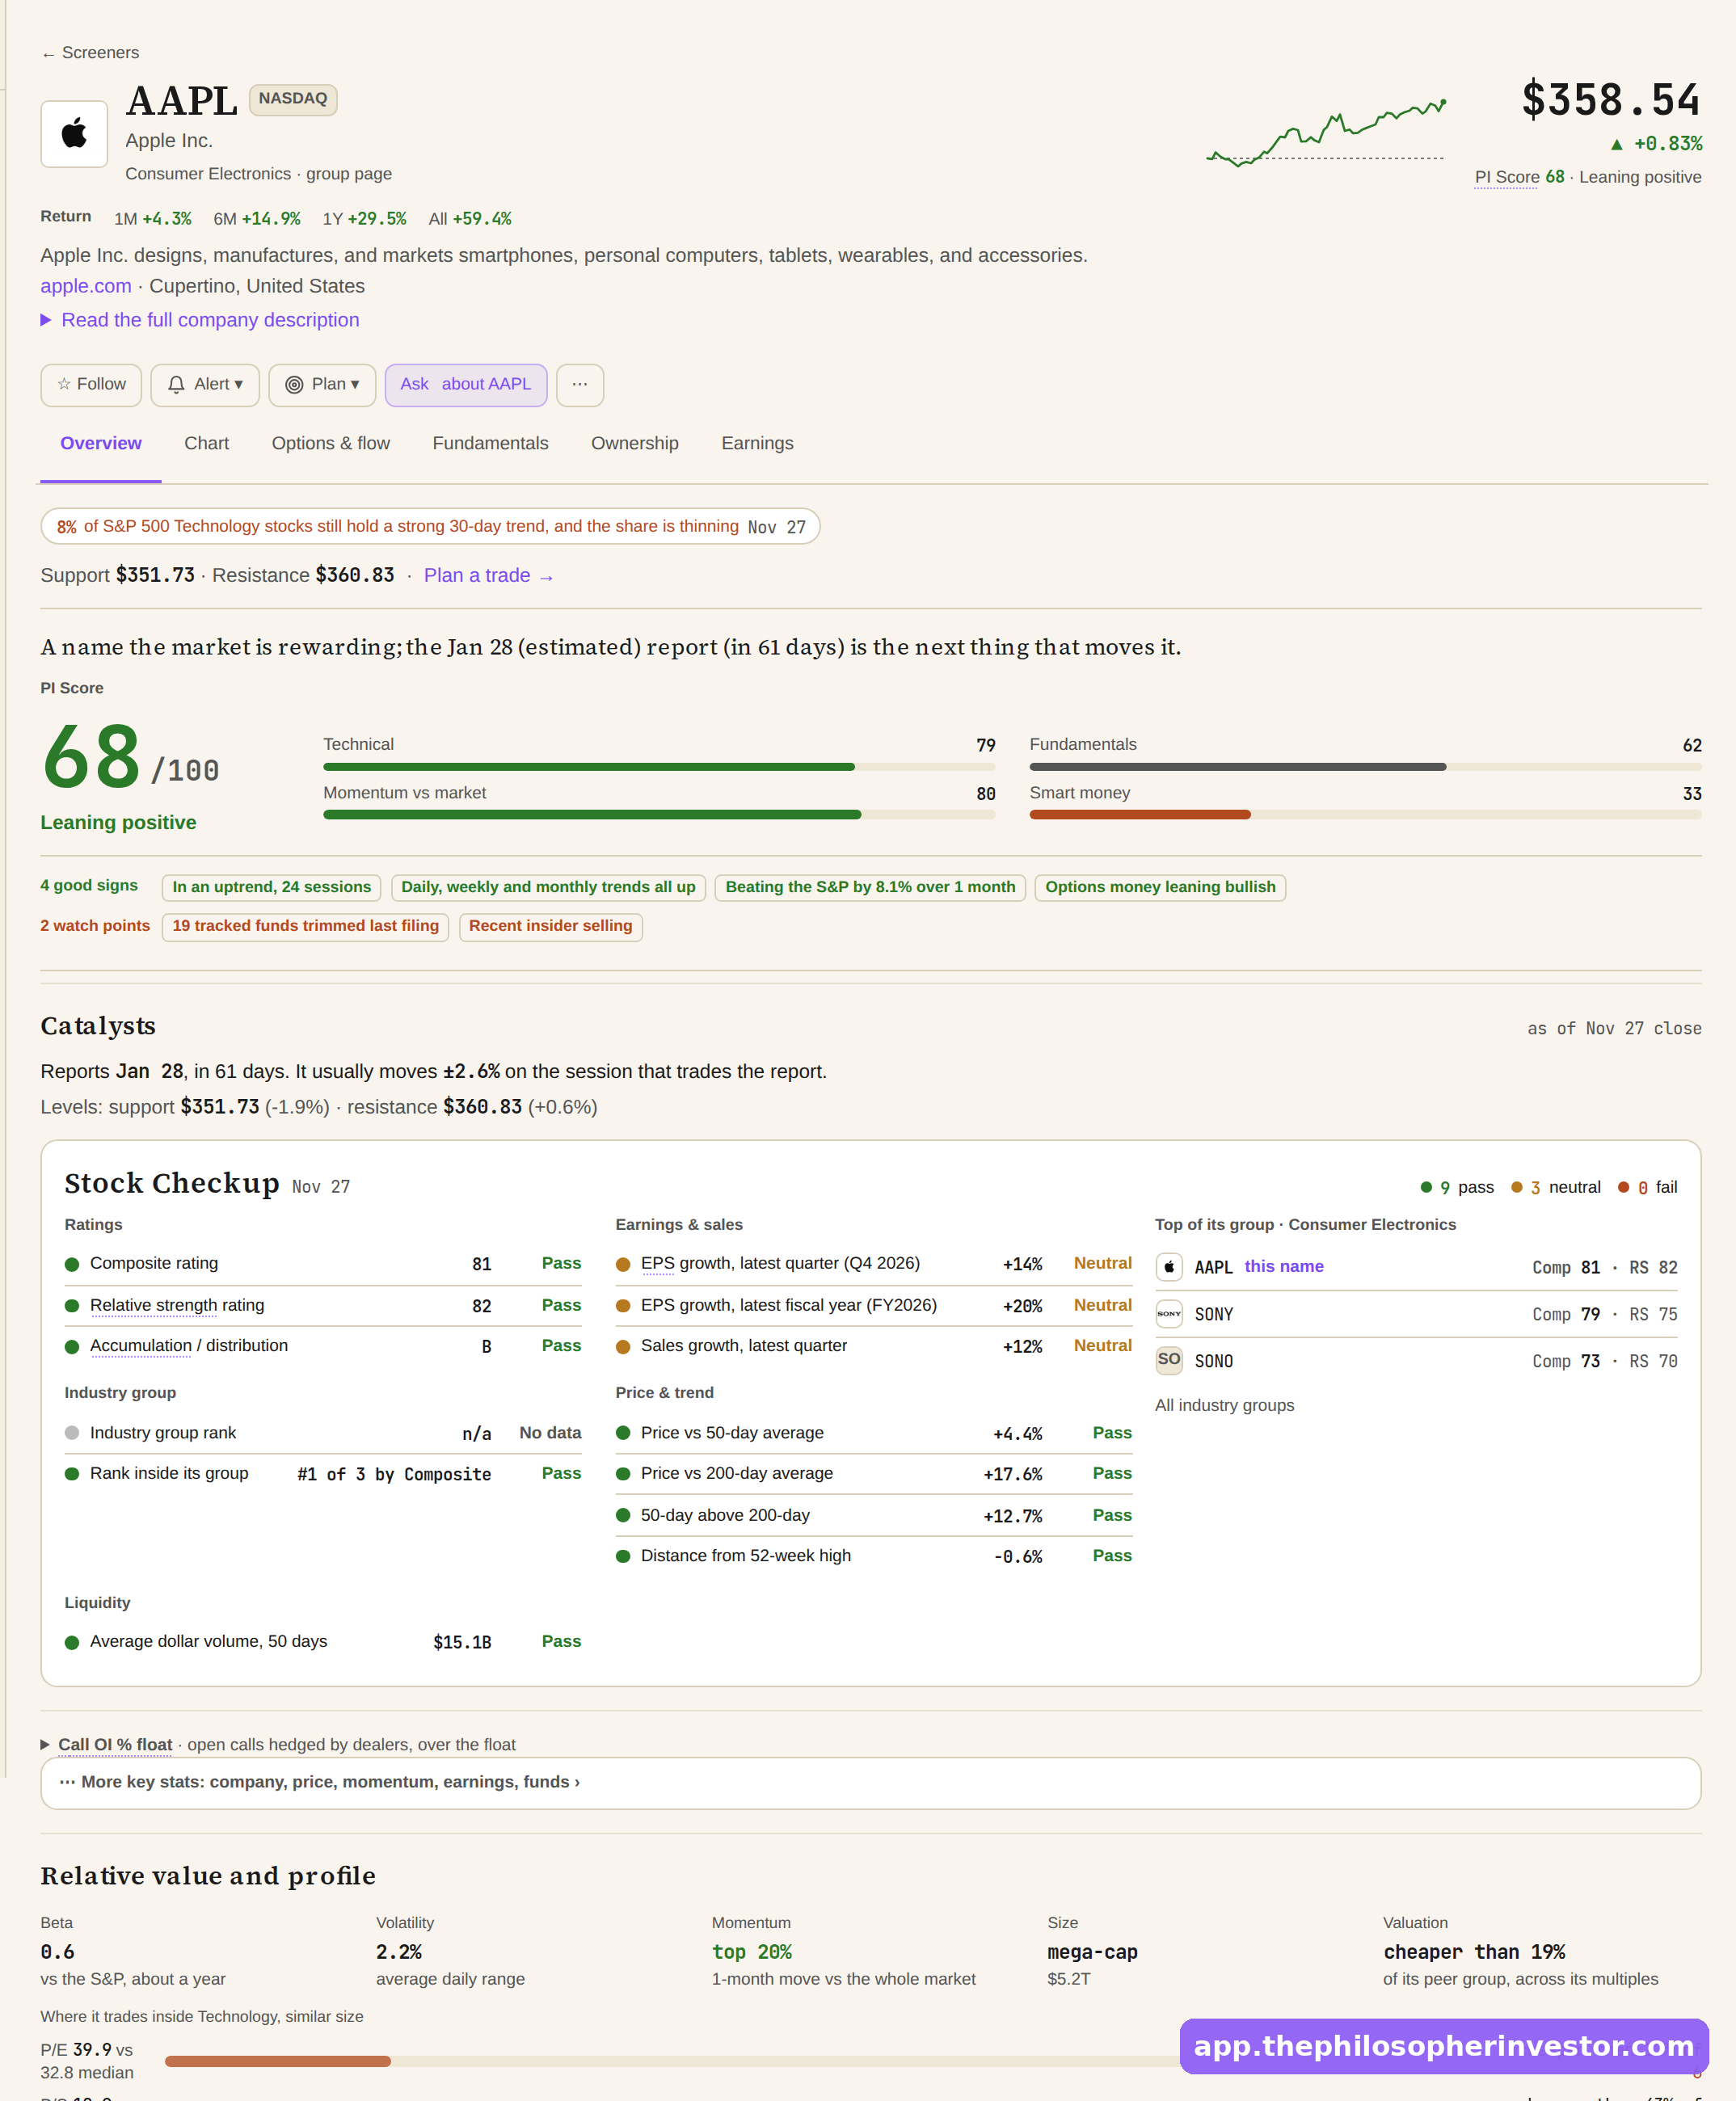 ← Screeners
AAPL NASDAQ
Apple Inc.
Consumer Electronics · group page
$358.54
▲ +0.83%
PI Score 68 · Leaning positive
Return 1M +4.3% 6M +14.9% 1Y +29.5% All +59.4%
Apple Inc. designs, manufactures, and markets smartphones, personal computers, tablets, wearables, and accessories.
apple.com · Cupertino, United States
▶ Read the full company description
☆ Follow Alert ▾ Plan ▾ Ask about AAPL ···
Overview Chart Options & flow Fundamentals Ownership Earnings
8% of S&P 500 Technology stocks still hold a strong 30-day trend, and the share is thinning Nov 27
Support $351.73 · Resistance $360.83 · Plan a trade →
A name the market is rewarding; the Jan 28 (estimated) report (in 61 days) is the next thing that moves it.
PI Score
68 /100
Leaning positive
Technical 79
Momentum vs market 80
Fundamentals 62
Smart money 33
4 good signs In an uptrend, 24 sessions Daily, weekly and monthly trends all up Beating the S&P by 8.1% over 1 month Options money leaning bullish
2 watch points 19 tracked funds trimmed last filing Recent insider selling
Catalysts as of Nov 27 close
Reports Jan 28, in 61 days. It usually moves ±2.6% on the session that trades the report.
Levels: support $351.73 (-1.9%) · resistance $360.83 (+0.6%)
Stock Checkup Nov 27
9 pass 3 neutral 0 fail
Ratings
Composite rating 81 Pass
Relative strength rating 82 Pass
Accumulation / distribution B Pass
Earnings & sales
EPS growth, latest quarter (Q4 2026) +14% Neutral
EPS growth, latest fiscal year (FY2026) +20% Neutral
Sales growth, latest quarter +12% Neutral
Top of its group · Consumer Electronics
AAPL this name Comp 81 · RS 82
SONY SONY Comp 79 · RS 75
SO SONO Comp 73 · RS 70
All industry groups
Industry group
Industry group rank n/a No data
Rank inside its group #1 of 3 by Composite Pass
Price & trend
Price vs 50-day average +4.4% Pass
Price vs 200-day average +17.6% Pass
50-day above 200-day +12.7% Pass
Distance from 52-week high -0.6% Pass
Liquidity
Average dollar volume, 50 days $15.1B Pass
▶ Call OI % float · open calls hedged by dealers, over the float
··· More key stats: company, price, momentum, earnings, funds ›
Relative value and profile
Beta
0.6
vs the S&P, about a year
Volatility
2.2%
average daily range
Momentum
top 20%
1-month move vs the whole market
Size
mega-cap
$5.2T
Valuation
cheaper than 19%
of its peer group, across its multiples
Where it trades inside Technology, similar size
P/E 39.9 vs
32.8 median
app.thephilosopherinvestor.com